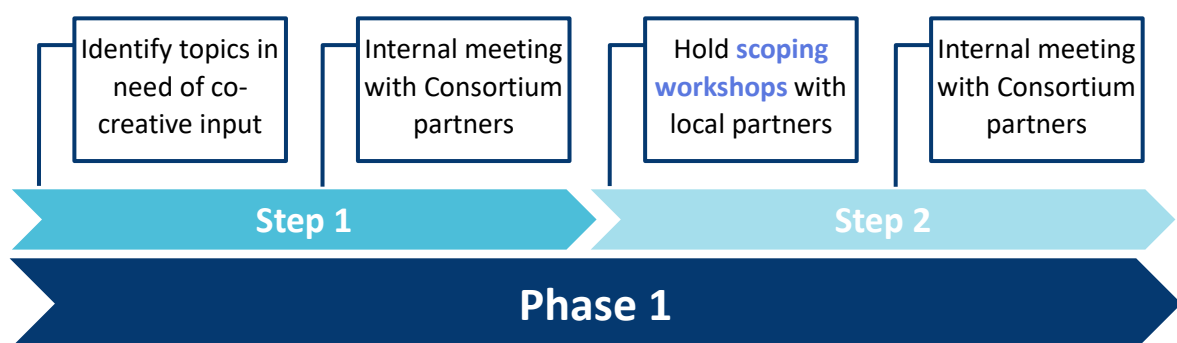 Identify topics in
need of co-
creative input
Internal meeting
with Consortium
partners
Hold scoping
workshops with
local partners
Internal meeting
with Consortium
partners
Step 1
Step 2
Phase 1